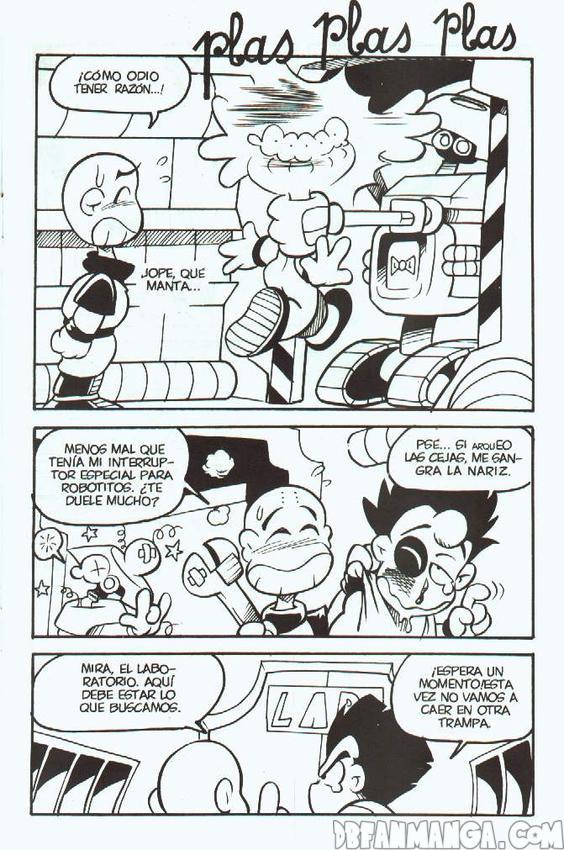 plas plas plas
¡CÓMO ODIO
TENER RAZÓN...!
JOPE, QUE
MANTA...
MENOS MAL QUE
TENÍA MI INTERRUP-
TOR ESPECIAL PARA
ROBOTITOS. ¿TE
DUELE MUCHO?
PSE... SI ARQUEO
LAS CEJAS, ME SAN-
GRA LA NARIZ.
MIRA, EL LABO-
RATORIO. AQUÍ
DEBE ESTAR LO
QUE BUSCAMOS.
¡ESPERA UN
MOMENTO!ESTA
VEZ NO VAMOS A
CAER EN OTRA
TRAMPA.
LAB
DBFANMANGA.COM